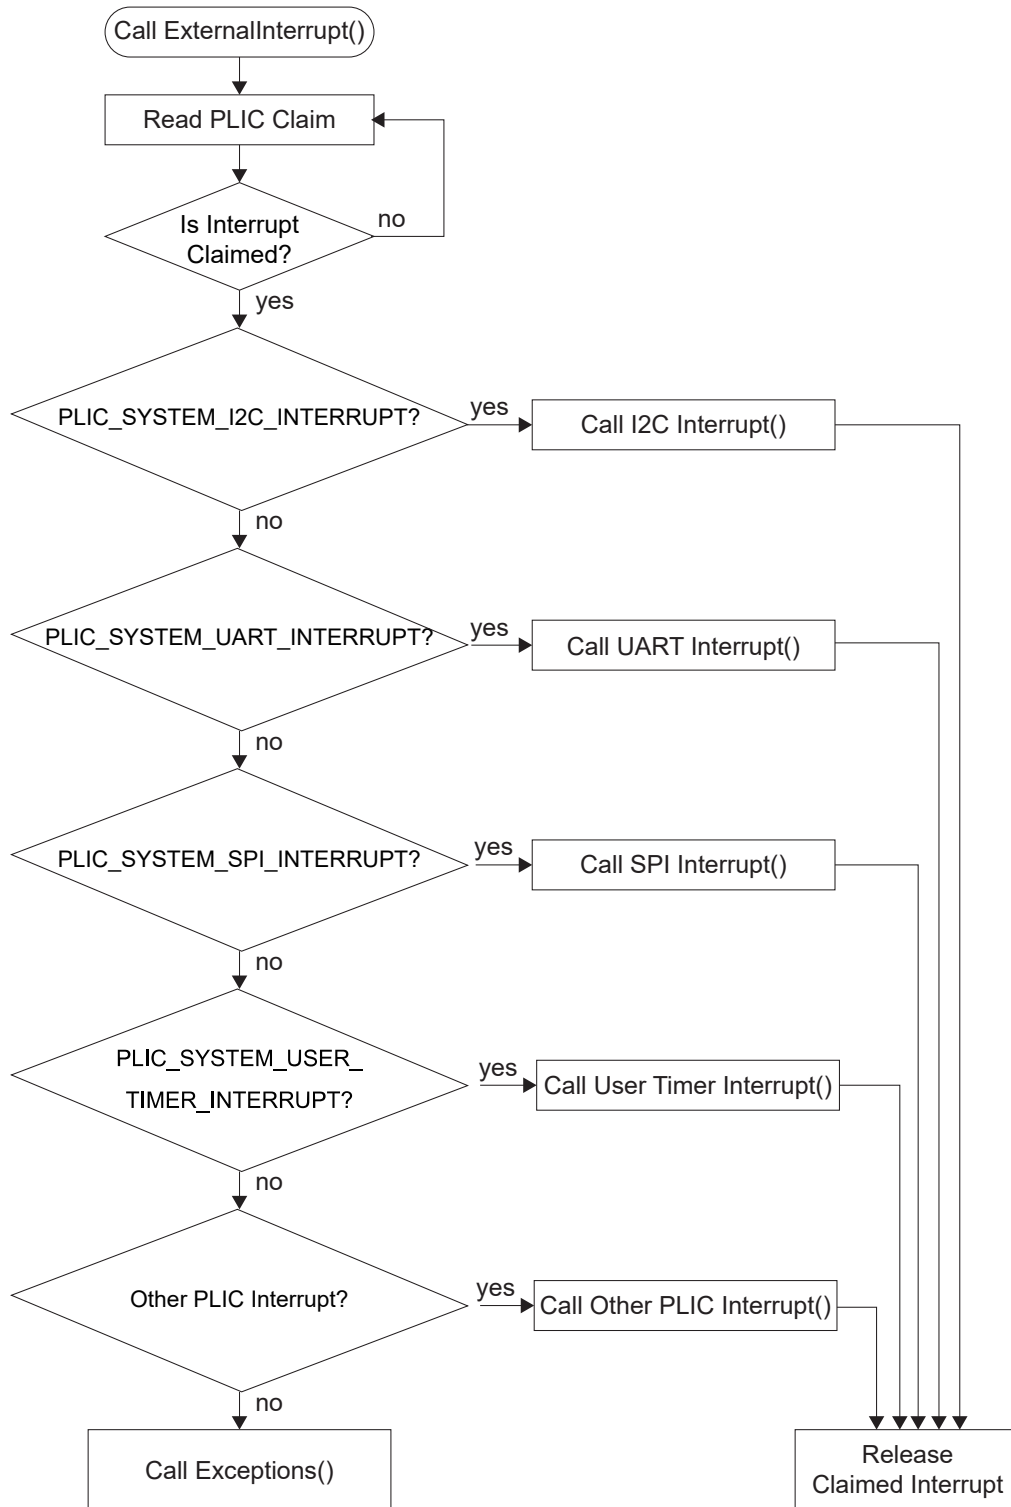 Call ExternalInterrupt()
Read PLIC Claim
Is Interrupt
Claimed?
no
yes
PLIC_SYSTEM_I2C_INTERRUPT?
yes
Call I2C Interrupt()
no
PLIC_SYSTEM_UART_INTERRUPT?
yes
Call UART Interrupt()
no
PLIC_SYSTEM_SPI_INTERRUPT?
yes
Call SPI Interrupt()
no
PLIC_SYSTEM_USER_
TIMER_INTERRUPT?
yes
Call User Timer Interrupt()
no
Other PLIC Interrupt?
yes
Call Other PLIC Interrupt()
no
Call Exceptions()
Release
Claimed Interrupt